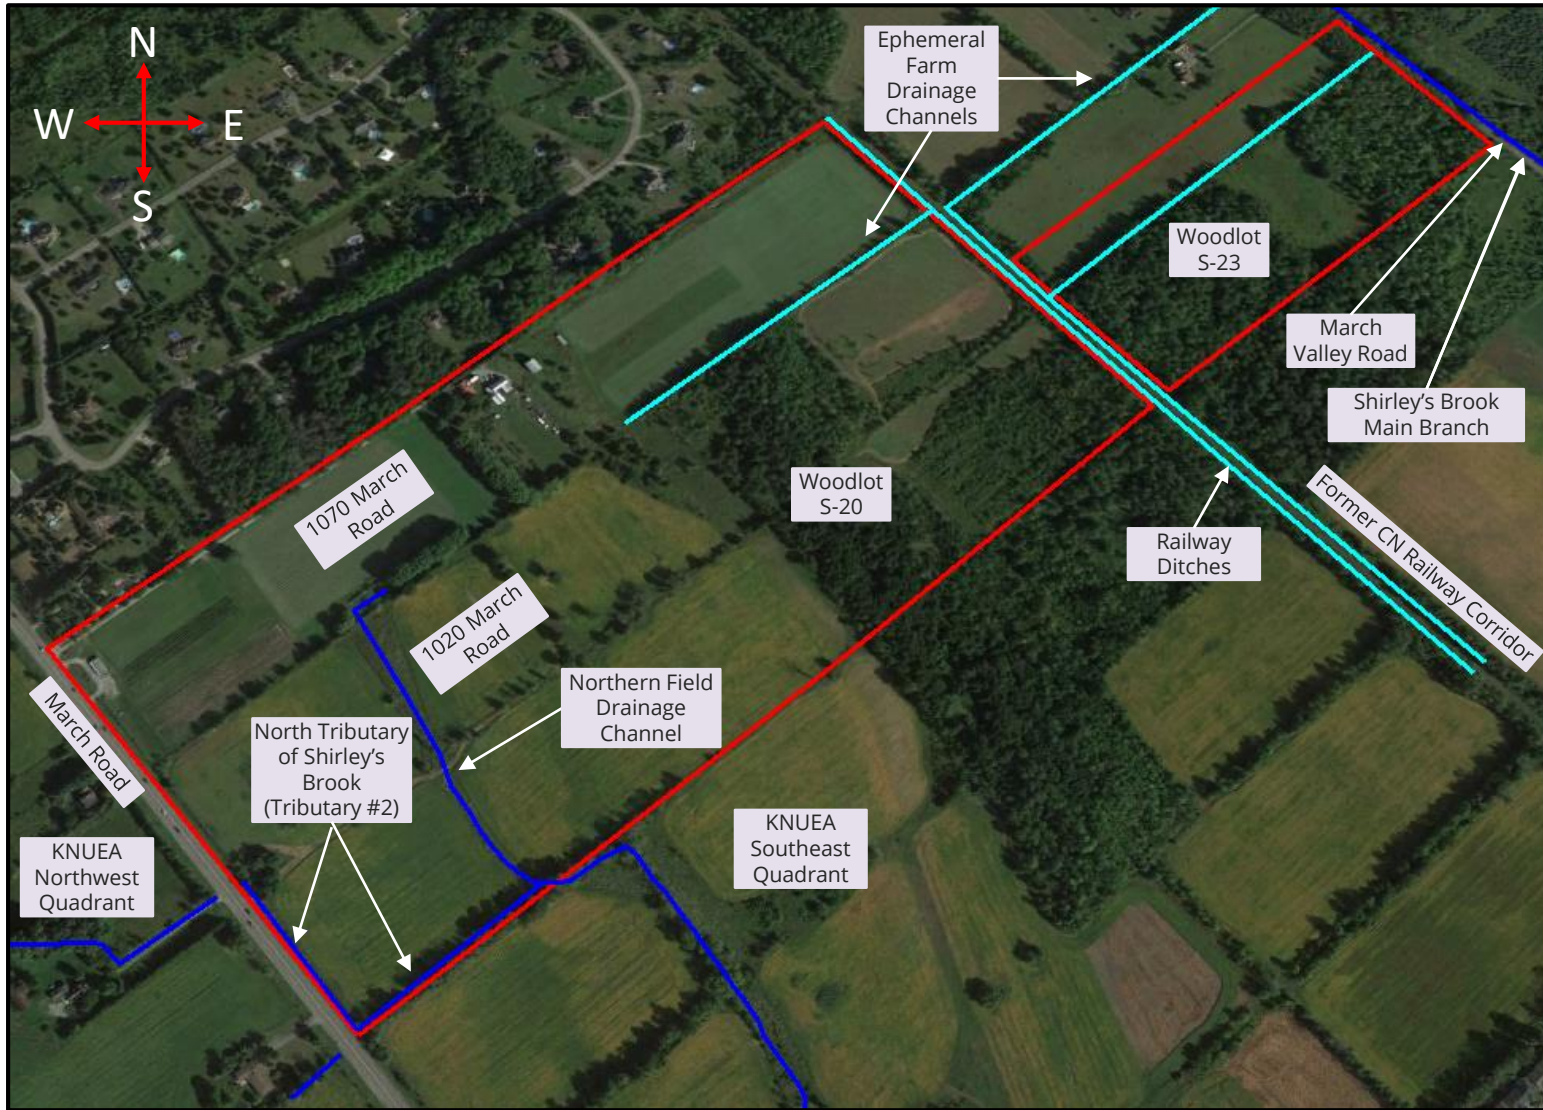 N
W
E
S
Ephemeral
Farm
Drainage
Channels
Woodlot
S-23
March
Valley Road
Shirley's Brook
Main Branch
1070 March
Road
Woodlot
S-20
Railway
Ditches
Former CN Railway Corridor
1020 March
Road
Northern Field
Drainage
Channel
March Road
North Tributary
of Shirley's
Brook
(Tributary #2)
KNUEA
Northwest
Quadrant
KNUEA
Southeast
Quadrant